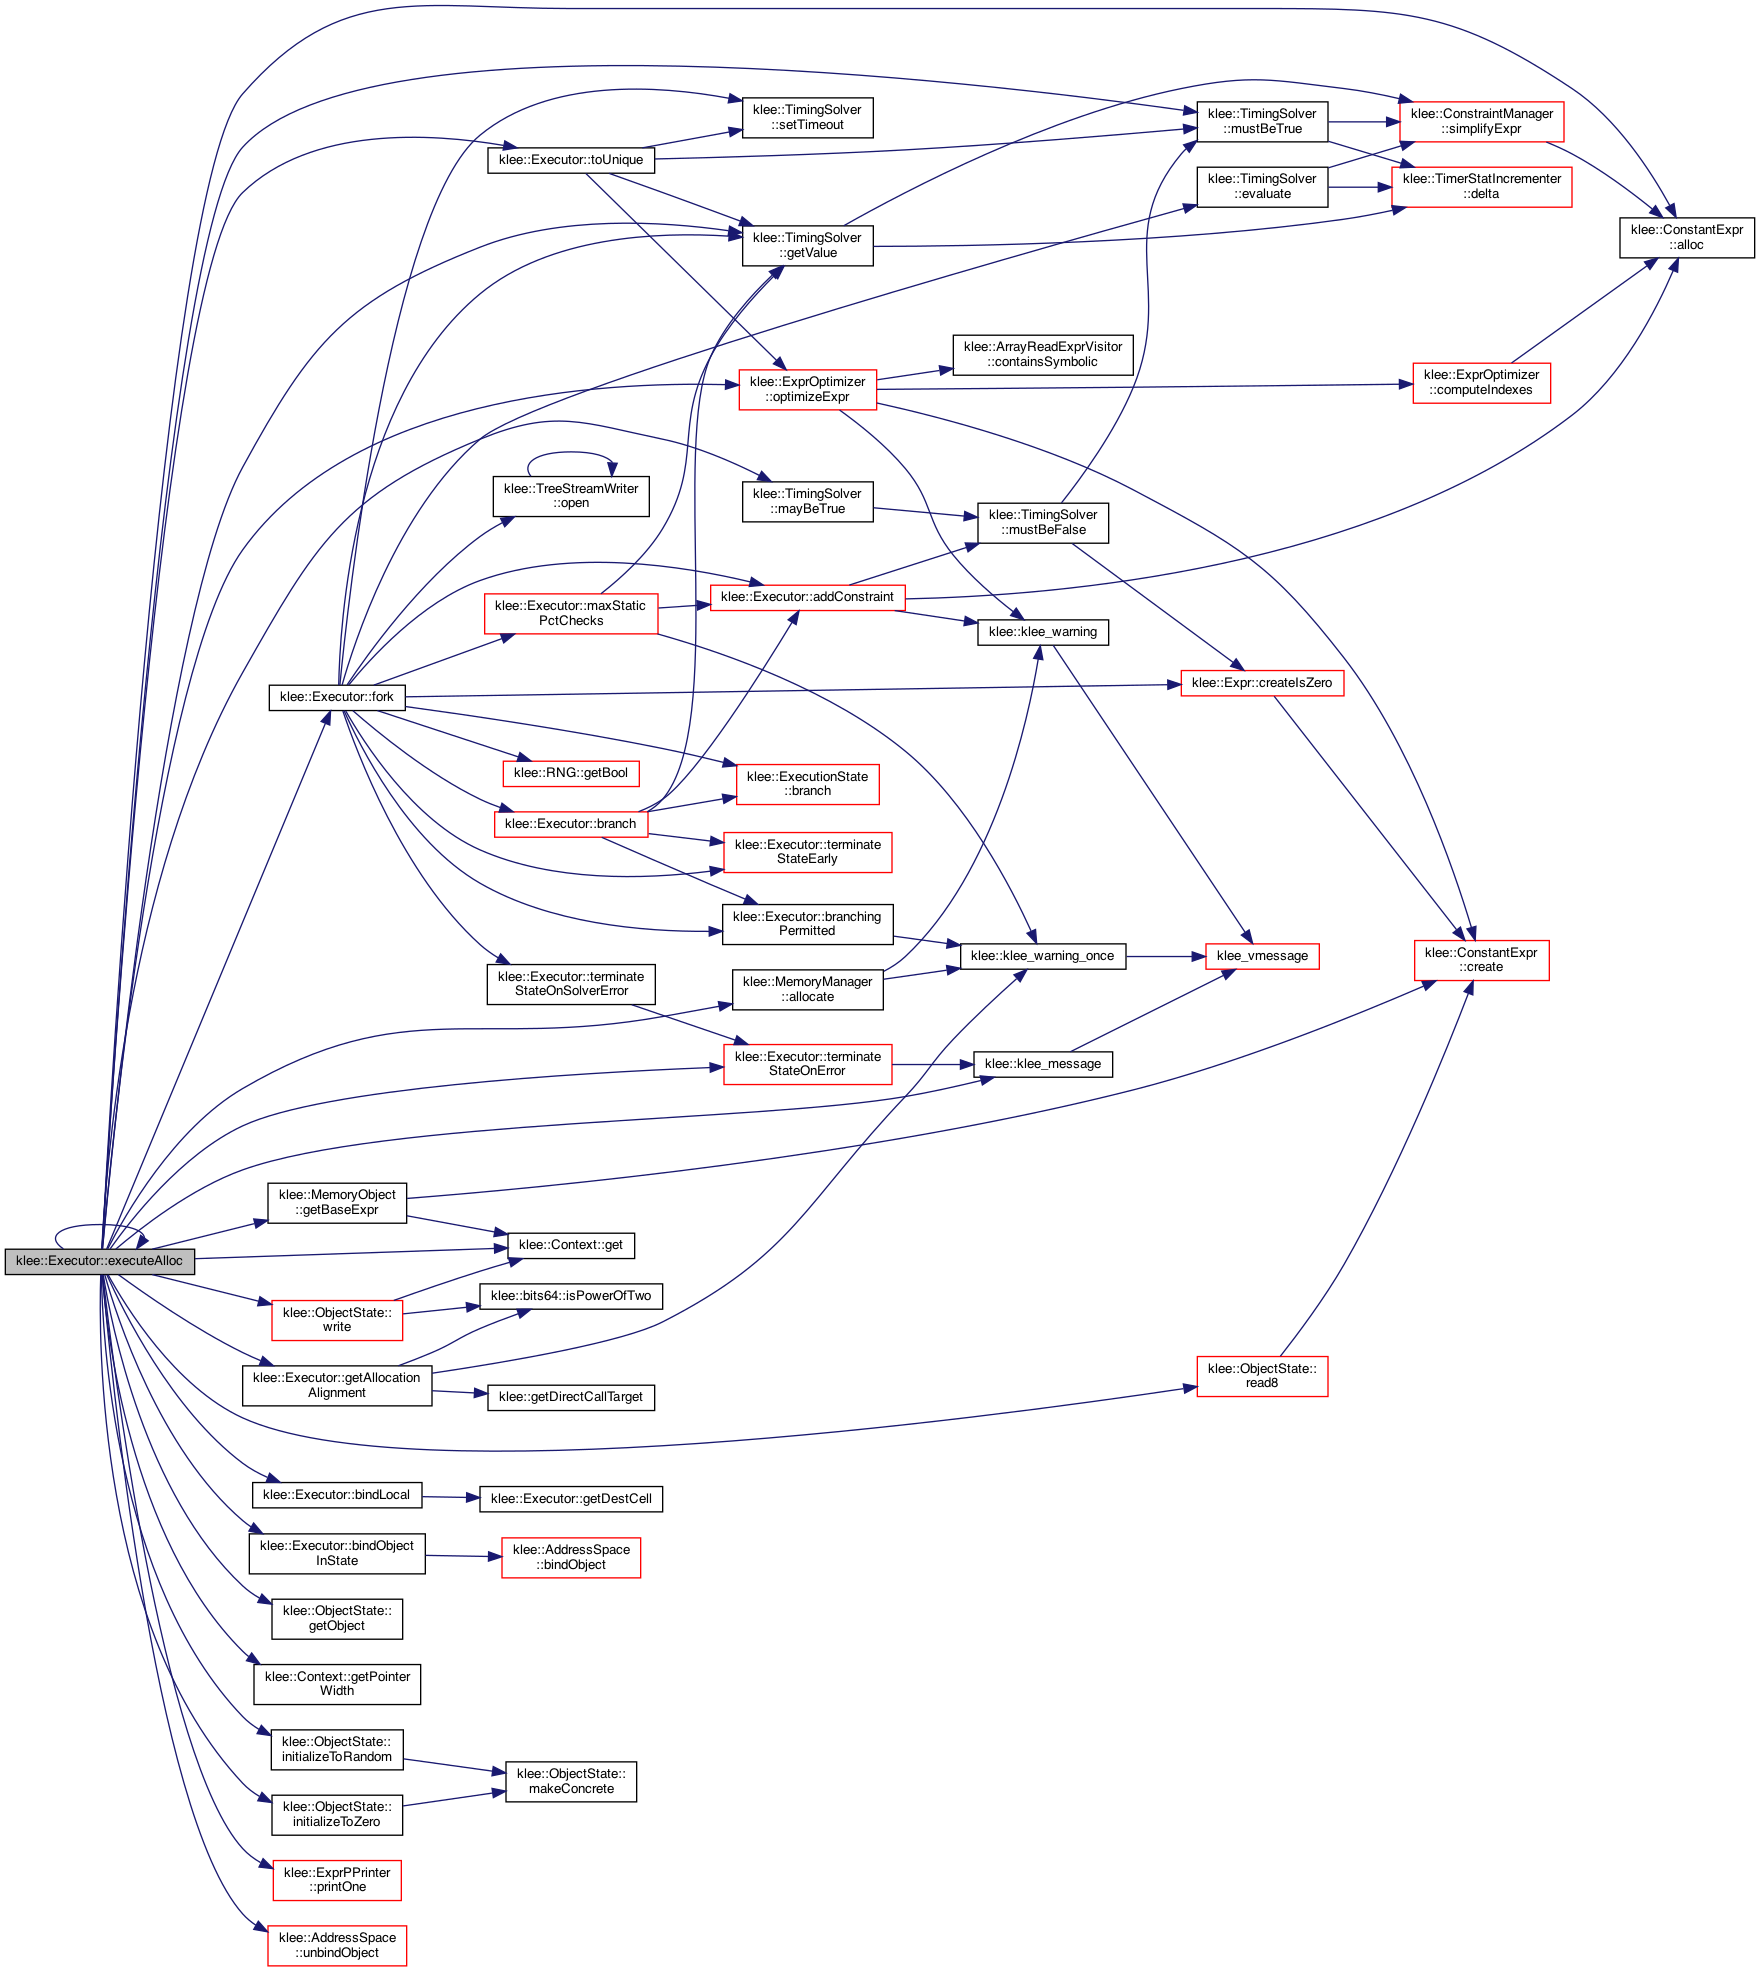 klee::TimingSolver
::setTimeout
klee::TimingSolver
::mustBeTrue
klee::ConstraintManager
::simplifyExpr
klee::Executor::toUnique
klee::TimingSolver
::evaluate
klee::TimerStatIncrementer
::delta
klee::TimingSolver
::getValue
klee::ConstantExpr
::alloc
klee::ArrayReadExprVisitor
::containsSymbolic
klee::ExprOptimizer
::optimizeExpr
klee::ExprOptimizer
::computeIndexes
klee::TreeStreamWriter
::open
klee::TimingSolver
::mayBeTrue
klee::TimingSolver
::mustBeFalse
klee::Executor::maxStatic
PctChecks
klee::Executor::addConstraint
klee::klee_warning
klee::Executor::fork
klee::Expr::createIsZero
klee::RNG::getBool
klee::ExecutionState
::branch
klee::Executor::branch
klee::Executor::terminate
StateEarly
klee::Executor::branching
Permitted
klee::klee_warning_once
klee_vmessage
klee::ConstantExpr
::create
klee::Executor::terminate
StateOnSolverError
klee::MemoryManager
::allocate
klee::Executor::terminate
StateOnError
klee::klee_message
klee::MemoryObject
::getBaseExpr
klee::Context::get
klee::Executor::executeAlloc
klee::bits64::isPowerOfTwo
klee::ObjectState::
write
klee::Executor::getAllocation
Alignment
klee::getDirectCallTarget
klee::ObjectState::
read8
klee::Executor::bindLocal
klee::Executor::getDestCell
klee::Executor::bindObject
InState
klee::AddressSpace
::bindObject
klee::ObjectState::
getObject
klee::Context::getPointer
Width
klee::ObjectState::
initializeToRandom
klee::ObjectState::
makeConcrete
klee::ObjectState::
initializeToZero
klee::ExprPPrinter
::printOne
klee::AddressSpace
::unbindObject